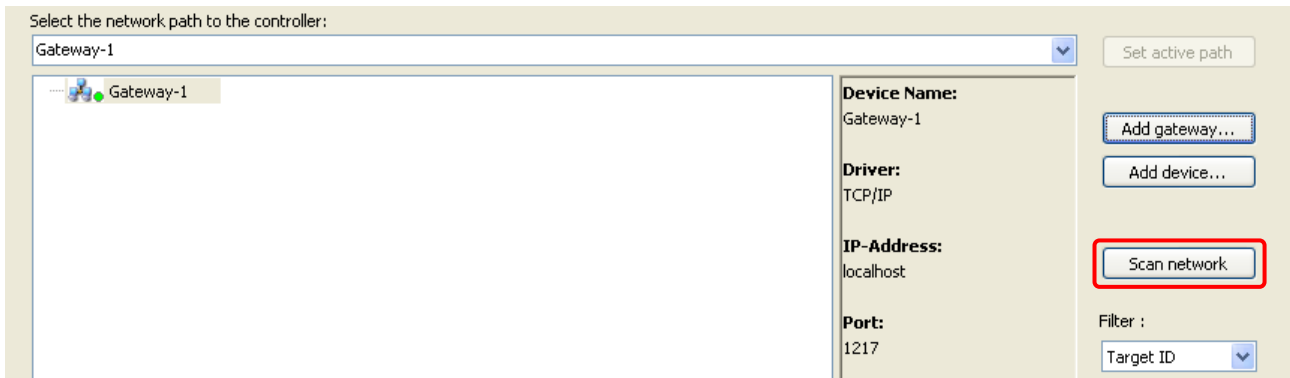 Select the network path to the controller:
Gateway-1
Set active path
Gateway-1
Device Name:
Gateway-1
Driver:
TCP/IP
IP-Address:
localhost
Port:
1217
Add gateway...
Add device...
Scan network
Filter :
Target ID